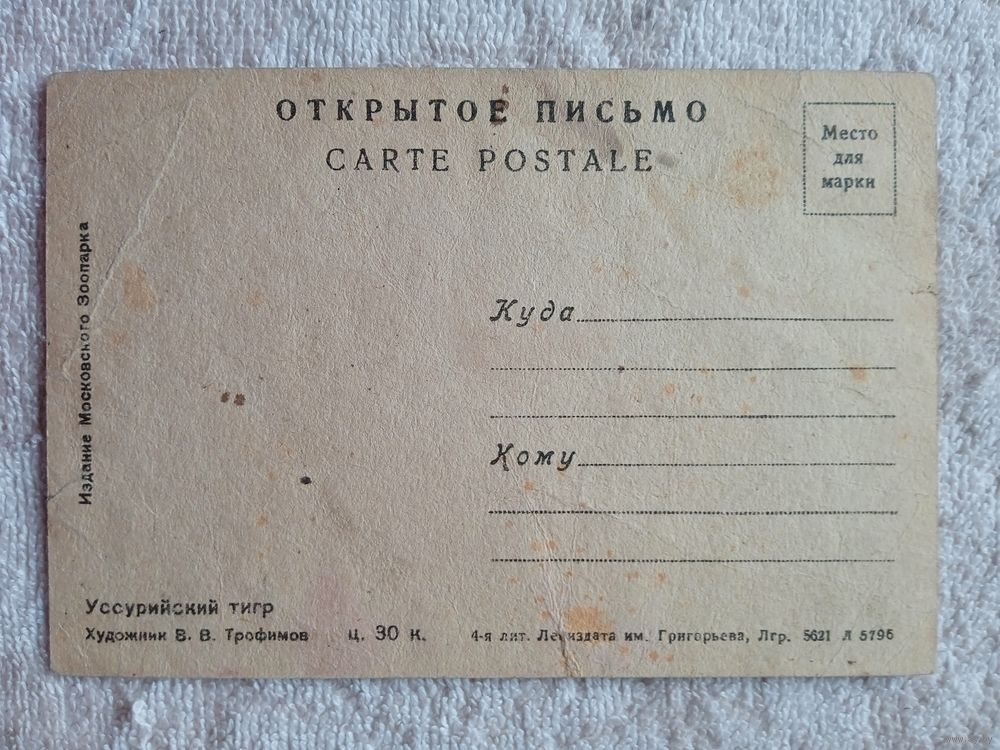 ОТКРЫТОЕ ПИСЬМО
CARTE POSTALE
Место
для
марки
Издание Московского Зоопарка
Куда
Кому
Уссурийский тигр
Художник В. В. Трофимов ц. 30 к. 4-я лит. Лениздата им. Григорьева, Лгр. 5621 Л 5796